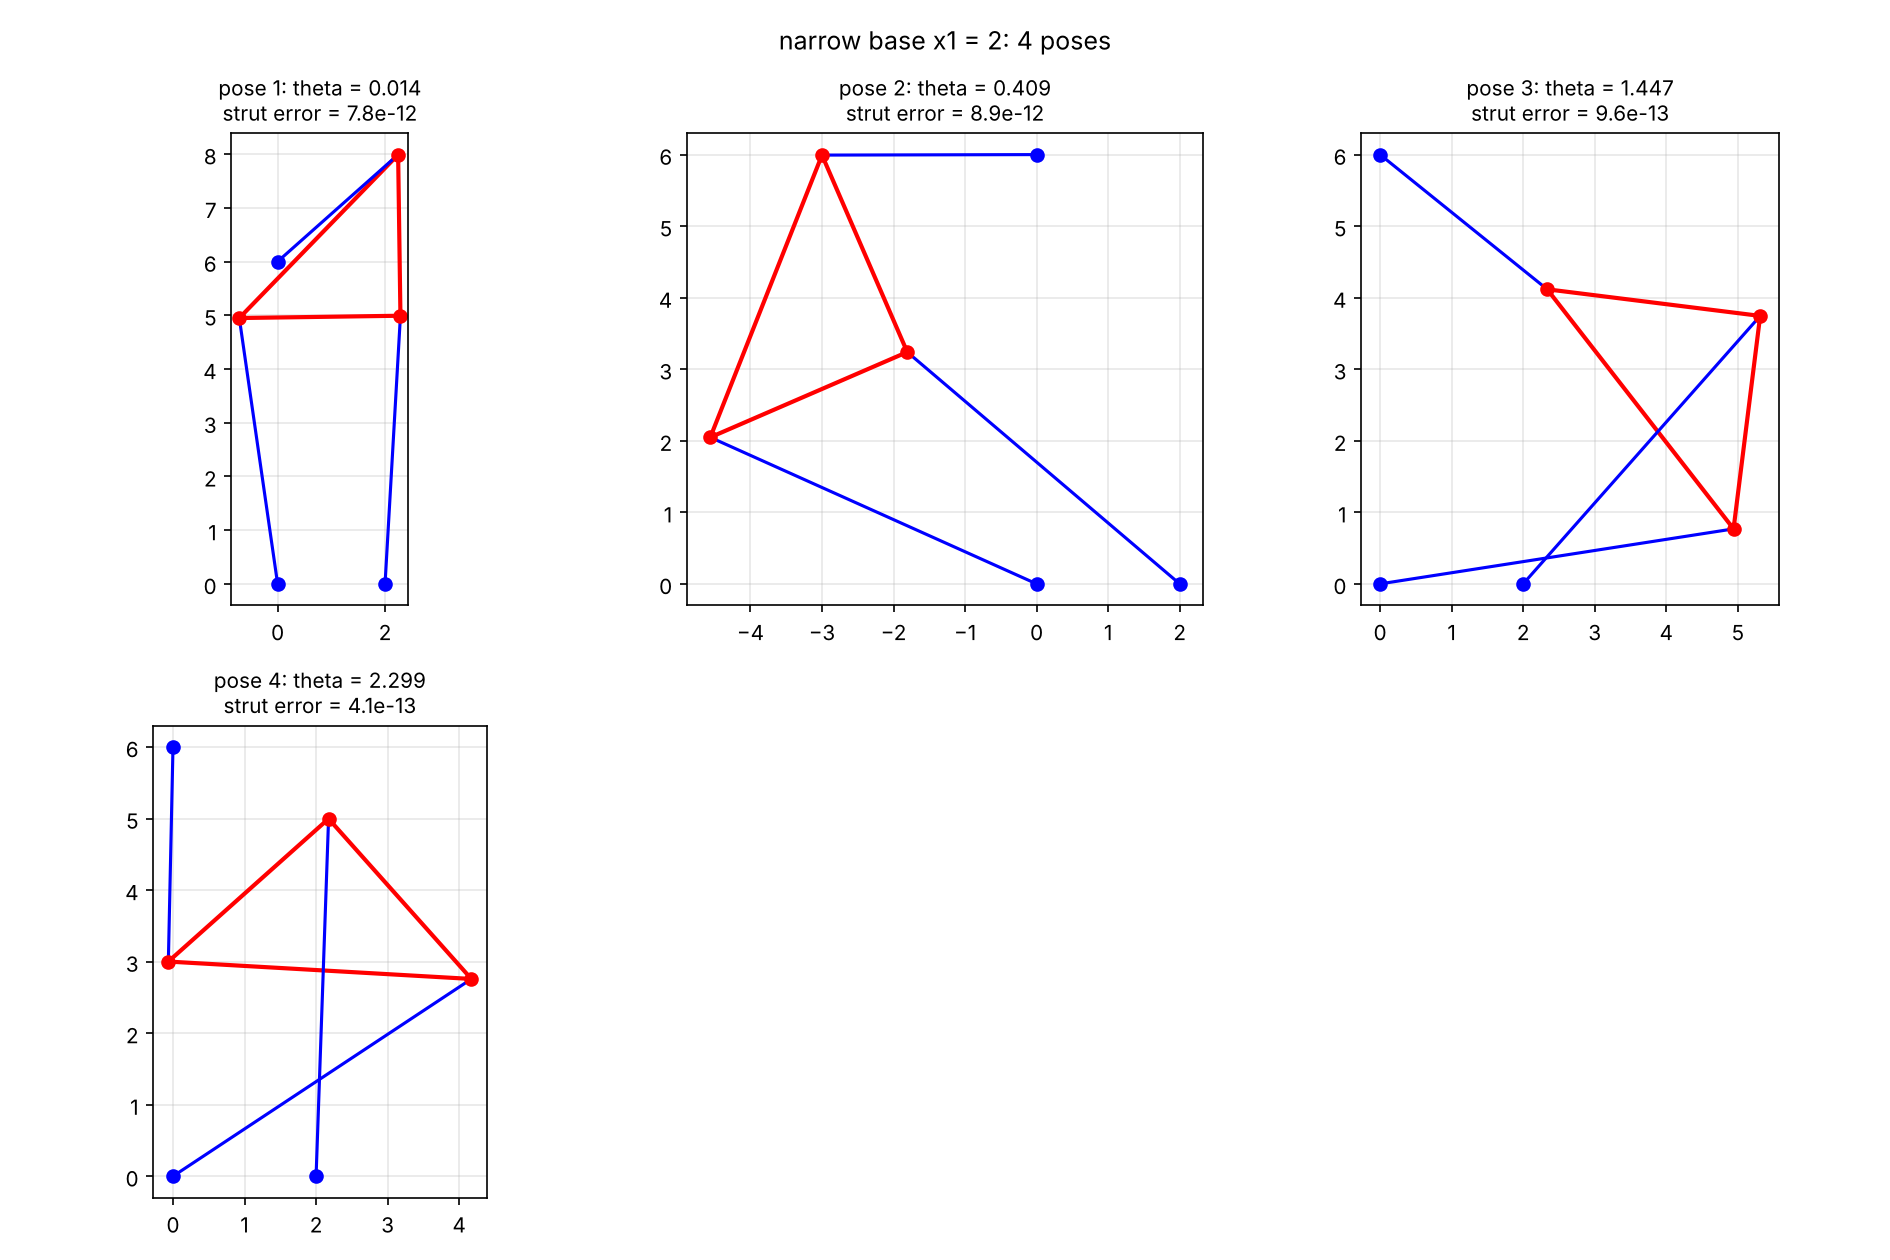 narrow base x1 = 2: 4 poses
pose 1: theta = 0.014
strut error = 7.8e-12
8
7
6
5
4
3
2
1
0
0 2
pose 2: theta = 0.409
strut error = 8.9e-12
6
5
4
3
2
1
0
−4 −3 −2 −1 0 1 2
pose 3: theta = 1.447
strut error = 9.6e-13
6
5
4
3
2
1
0
0 1 2 3 4 5
pose 4: theta = 2.299
strut error = 4.1e-13
6
5
4
3
2
1
0
0 1 2 3 4